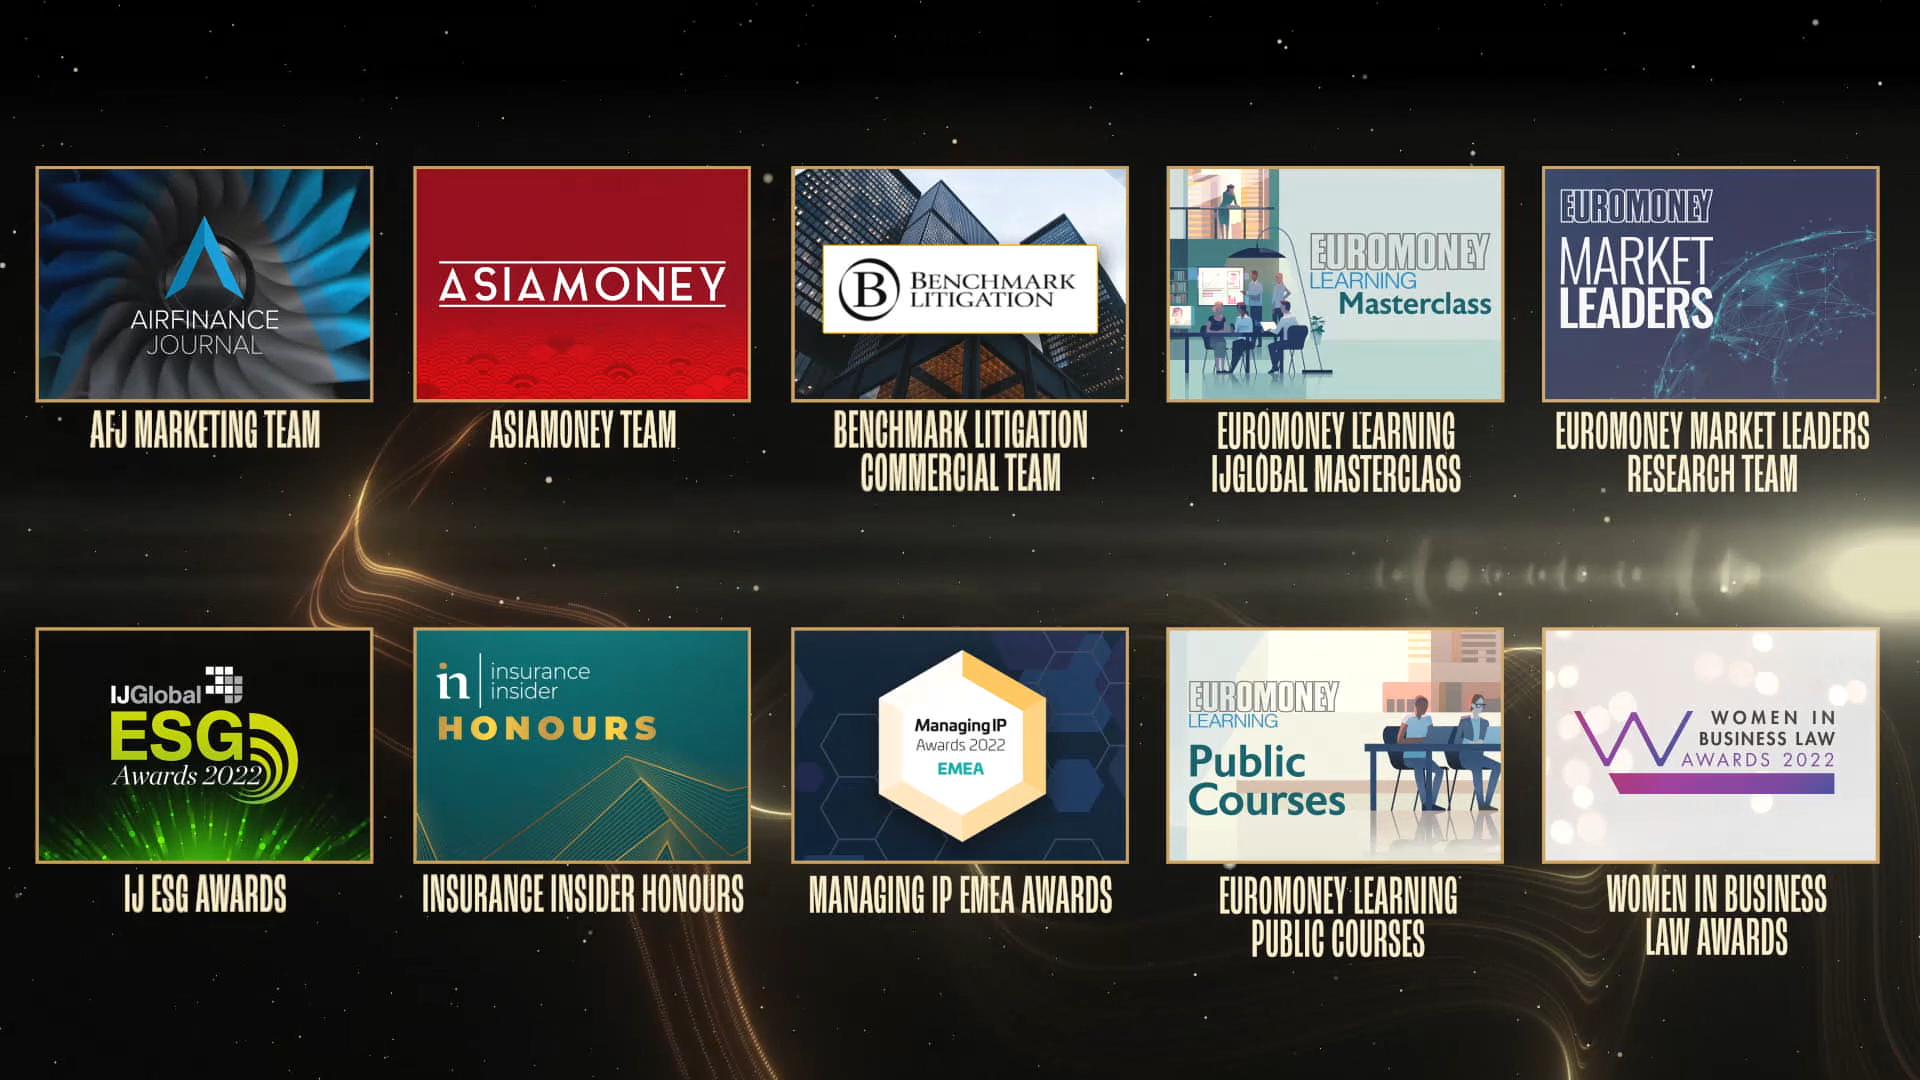 AIRFINANCE
JOURNAL
AFJ MARKETING TEAM
ASIAMONEY
ASIAMONEY TEAM
B BENCHMARK
LITIGATION
BENCHMARK LITIGATION
COMMERCIAL TEAM
EUROMONEY
LEARNING
Masterclass
EUROMONEY LEARNING
IJGLOBAL MASTERCLASS
EUROMONEY
MARKET
LEADERS
EUROMONEY MARKET LEADERS
RESEARCH TEAM
IJGlobal
ESG
Awards 2022
IJ ESG AWARDS
in insurance
insider
HONOURS
INSURANCE INSIDER HONOURS
Managing IP
Awards 2022
EMEA
MANAGING IP EMEA AWARDS
EUROMONEY
LEARNING
Public
Courses
EUROMONEY LEARNING
PUBLIC COURSES
W WOMEN IN
BUSINESS LAW
AWARDS 2022
WOMEN IN BUSINESS
LAW AWARDS